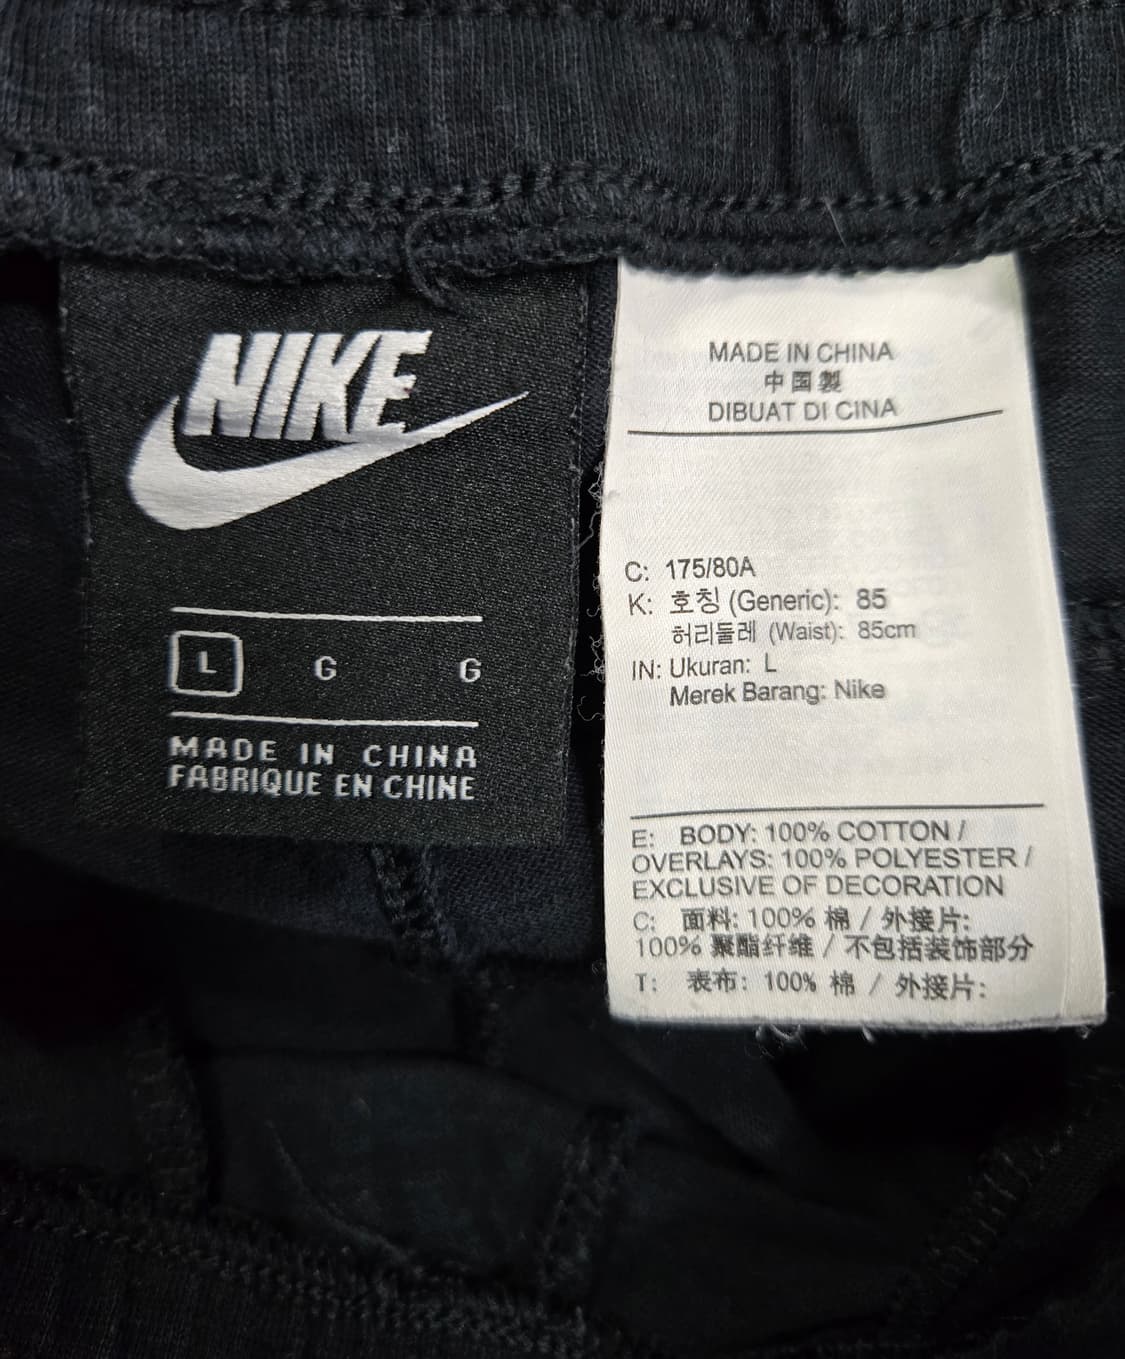 NIKE
L G G
MADE IN CHINA
FABRIQUE EN CHINE
MADE IN CHINA
中国製
DIBUAT DI CINA
C: 175/80A
K: 호칭 (Generic): 85
허리둘레 (Waist): 85cm
IN: Ukuran: L
Merek Barang: Nike
E: BODY: 100% COTTON /
OVERLAYS: 100% POLYESTER /
EXCLUSIVE OF DECORATION
C: 面料: 100% 棉 / 外接片:
100% 聚酯纤维 / 不包括装饰部分
T: 表布: 100% 棉 / 外接片: